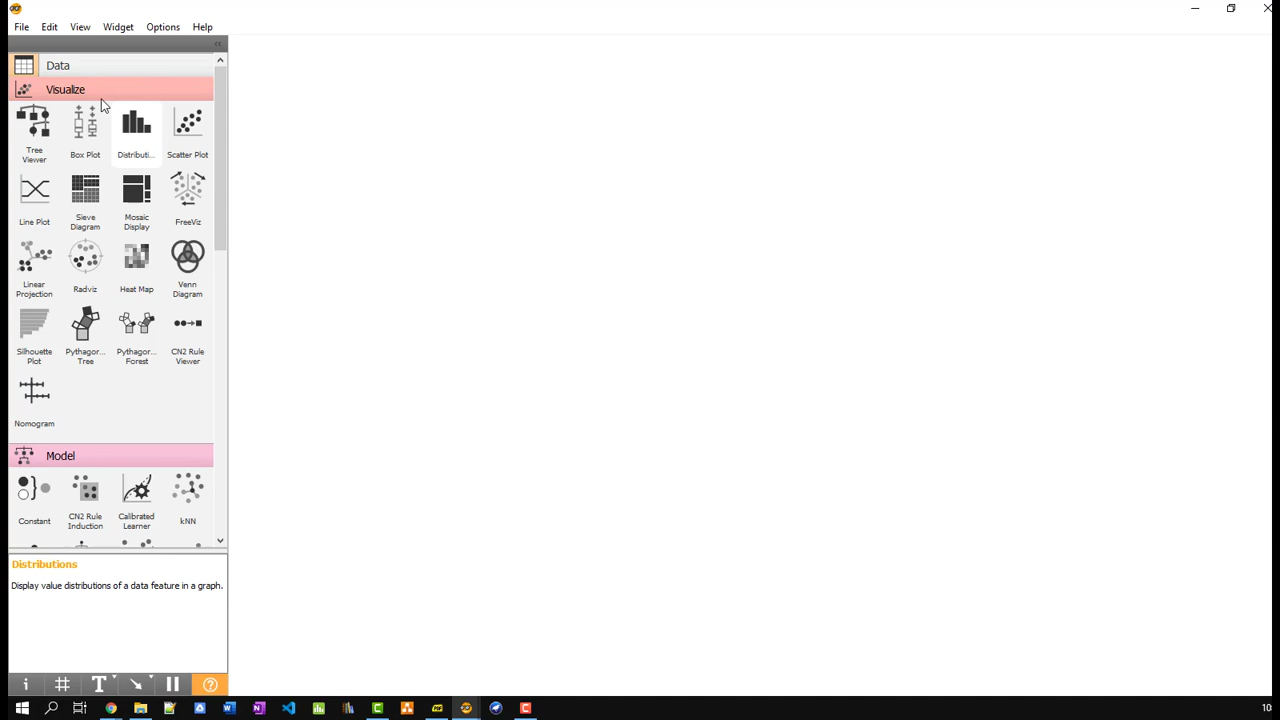 File Edit View Widget Options Help
Data
Visualize
Tree Viewer
Box Plot
Distributi...
Scatter Plot
Line Plot
Sieve Diagram
Mosaic Display
FreeViz
Linear Projection
Radviz
Heat Map
Venn Diagram
Silhouette Plot
Pythagor... Tree
Pythagor... Forest
CN2 Rule Viewer
Nomogram
Model
Constant
CN2 Rule Induction
Calibrated Learner
kNN
Distributions
Display value distributions of a data feature in a graph.
10